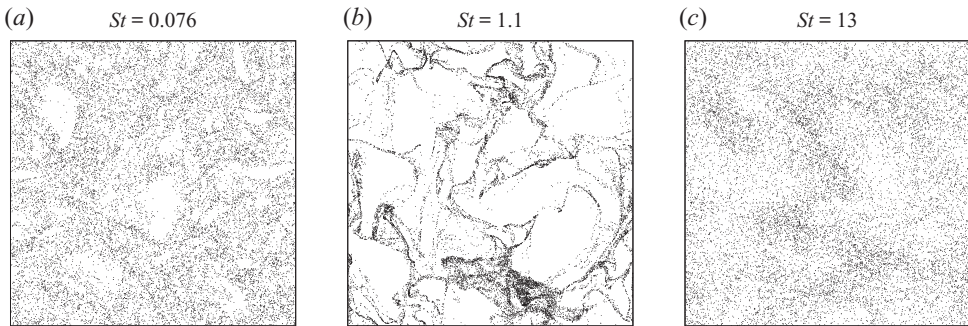 (a) St = 0.076
(b) St = 1.1
(c) St = 13